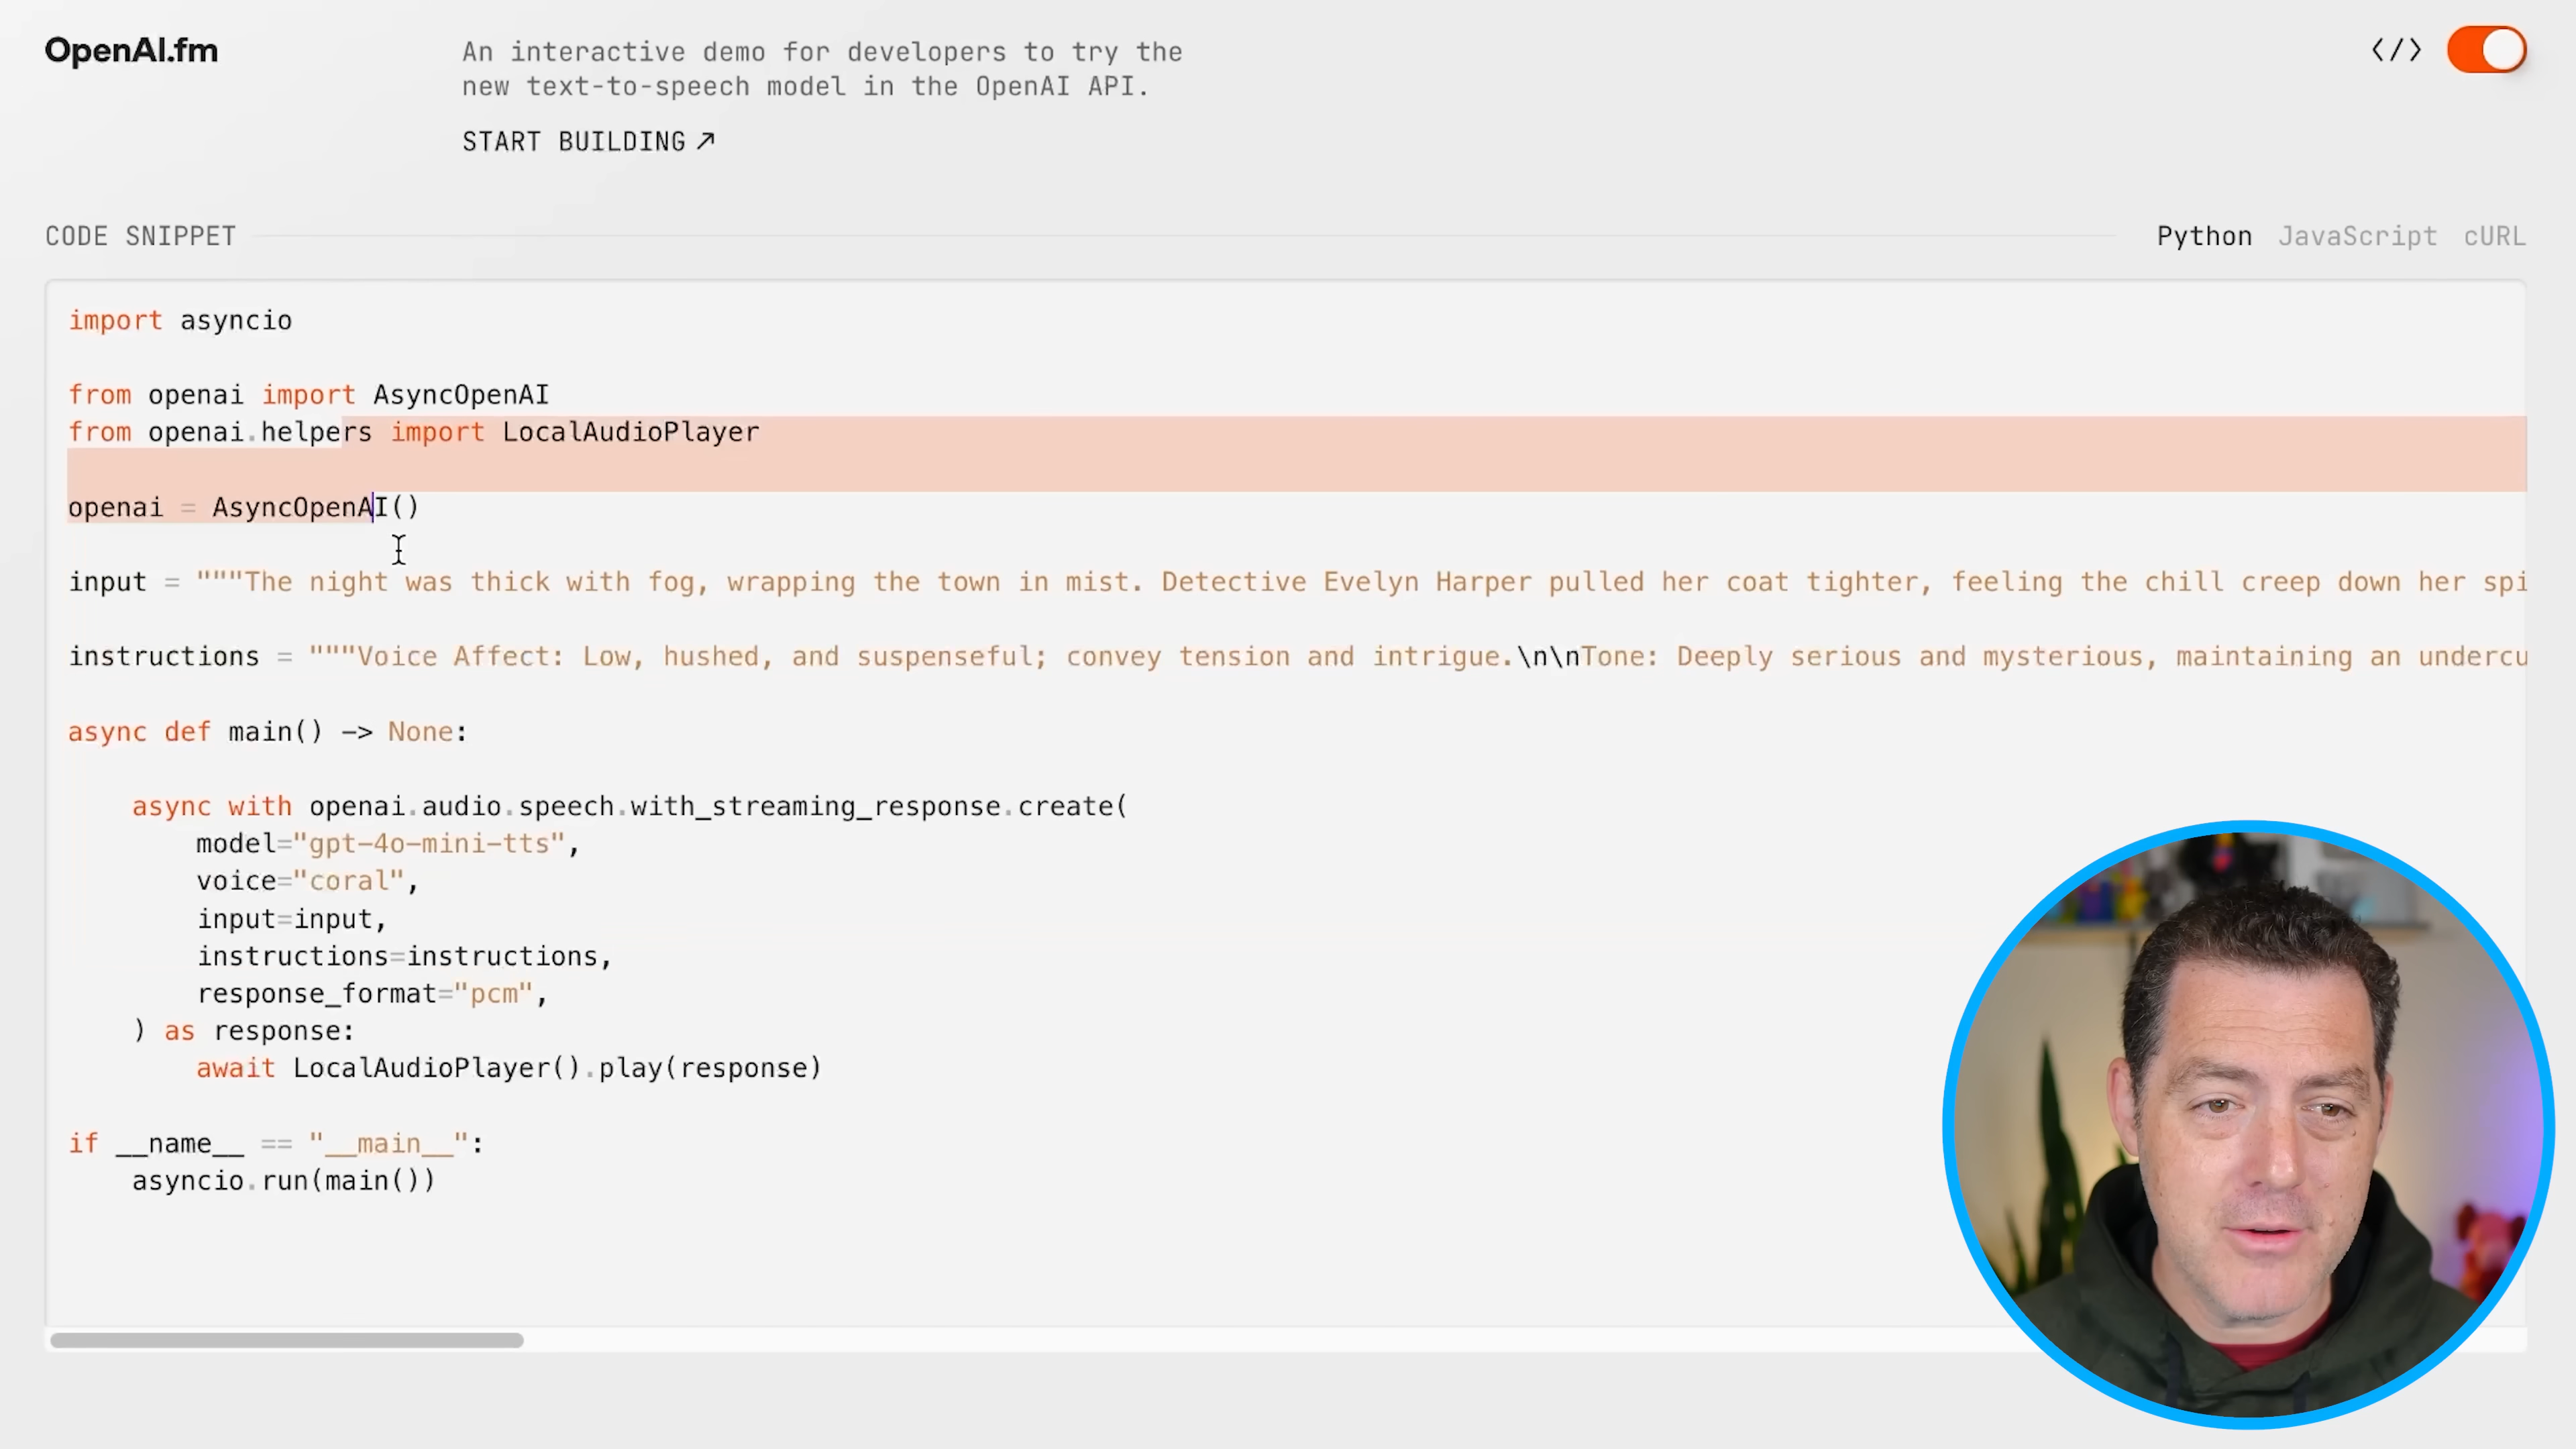 OpenAI.fm
An interactive demo for developers to try the
new text-to-speech model in the OpenAI API.
START BUILDING ↗
</>
CODE SNIPPET
Python JavaScript cURL
import asyncio
from openai import AsyncOpenAI
from openai.helpers import LocalAudioPlayer
openai = AsyncOpenAI()
input = """The night was thick with fog, wrapping the town in mist. Detective Evelyn Harper pulled her coat tighter, feeling the chill creep down her spi
instructions = """Voice Affect: Low, hushed, and suspenseful; convey tension and intrigue.\n\nTone: Deeply serious and mysterious, maintaining an undercu
async def main() -> None:
    async with openai.audio.speech.with_streaming_response.create(
        model="gpt-4o-mini-tts",
        voice="coral",
        input=input,
        instructions=instructions,
        response_format="pcm",
    ) as response:
        await LocalAudioPlayer().play(response)
if __name__ == "__main__":
    asyncio.run(main())